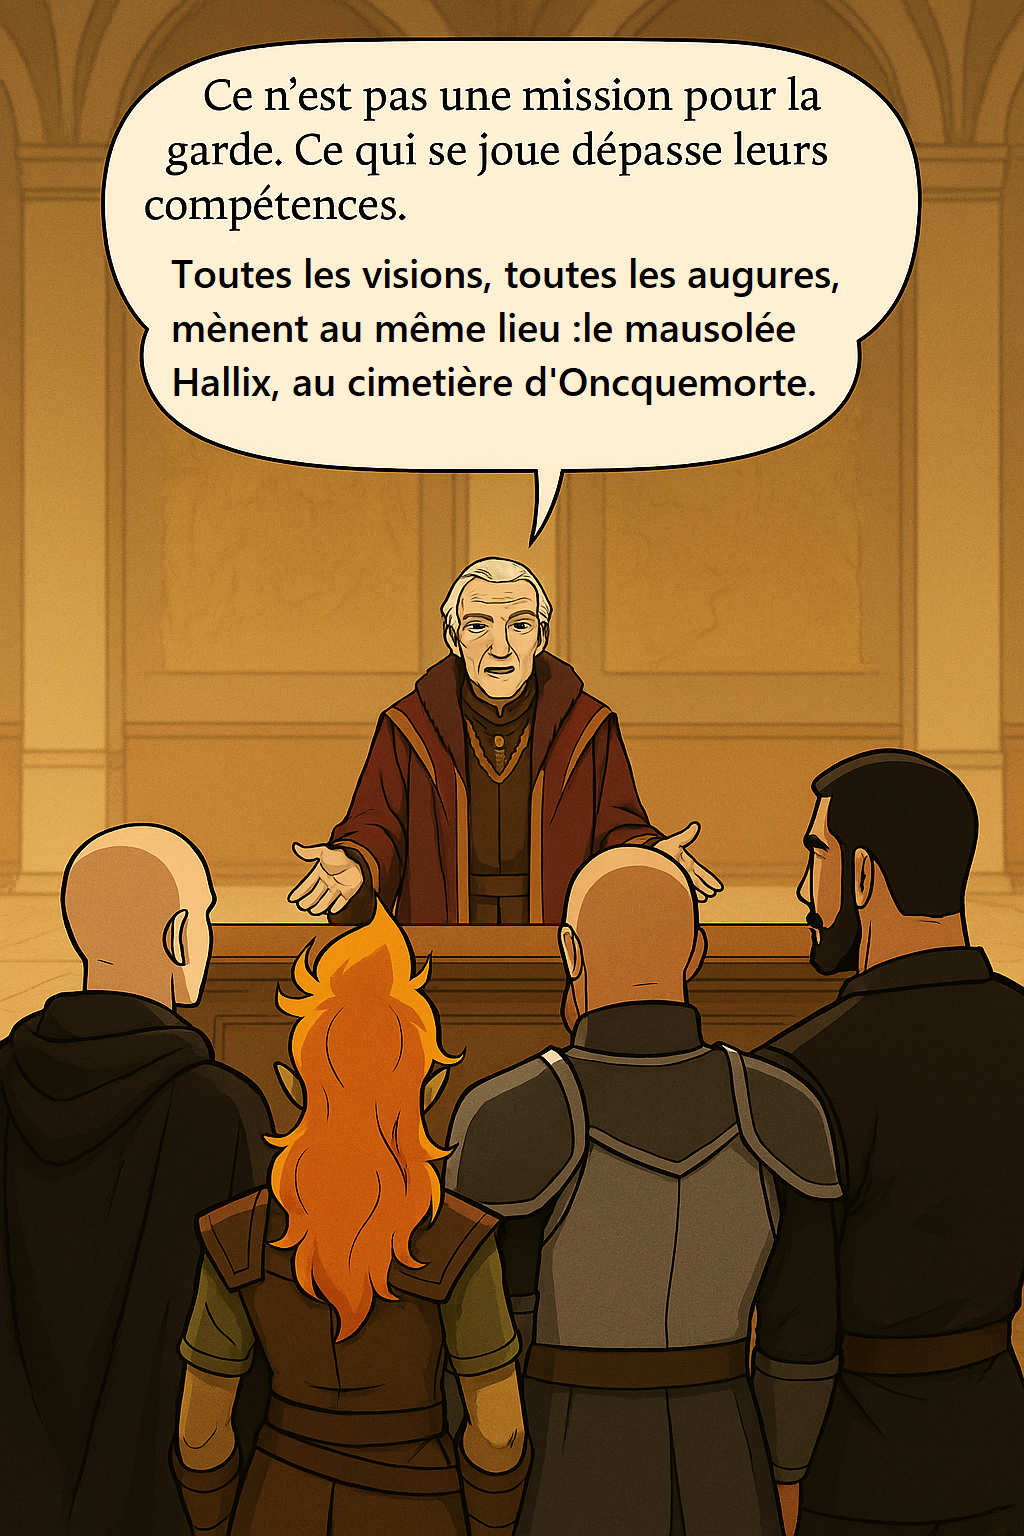 Ce n’est pas une mission pour la
garde. Ce qui se joue dépasse leurs
compétences.
Toutes les visions, toutes les augures,
mènent au même lieu :le mausolée
Hallix, au cimetière d'Oncquemorte.